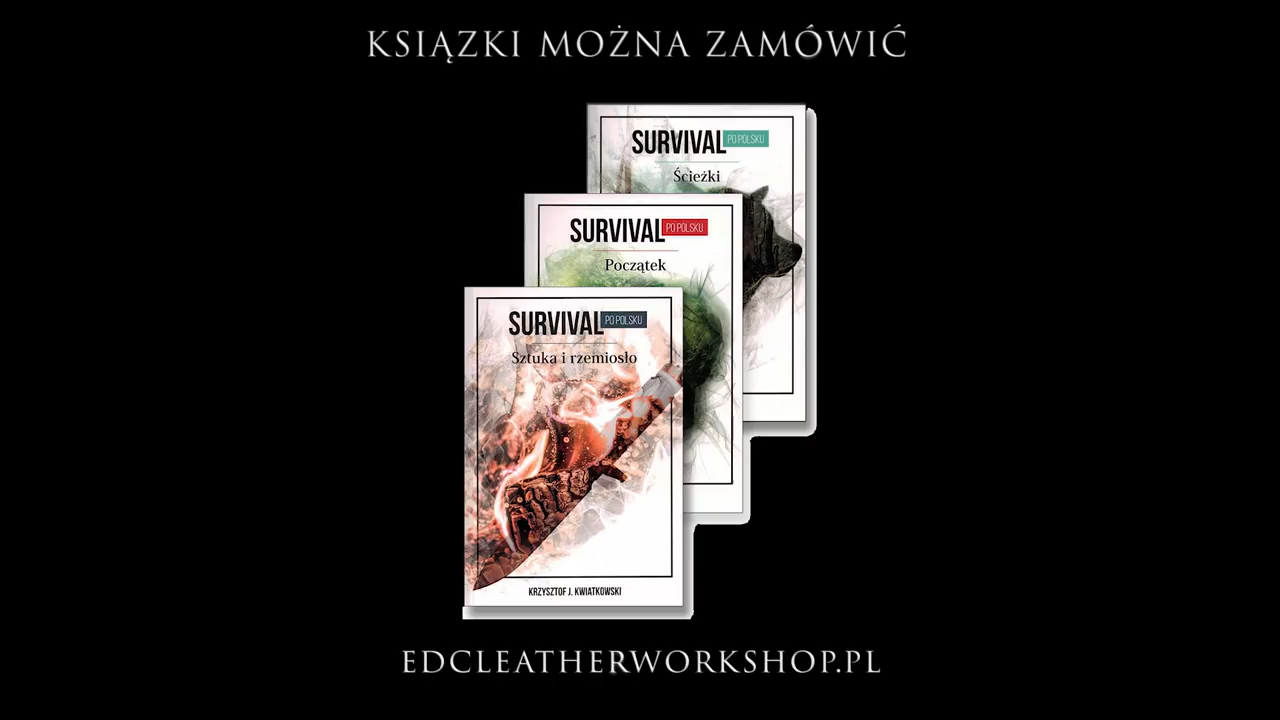 KSIĄZKI MOŻNA ZAMÓWIĆ
SURVIVAL PO POLSKU
Ścieżki
SURVIVAL PO POLSKU
Początek
SURVIVAL PO POLSKU
Sztuka i rzemiosło
KRZYSZTOF J. KWIATKOWSKI
EDCLEATHERWORKSHOP.PL